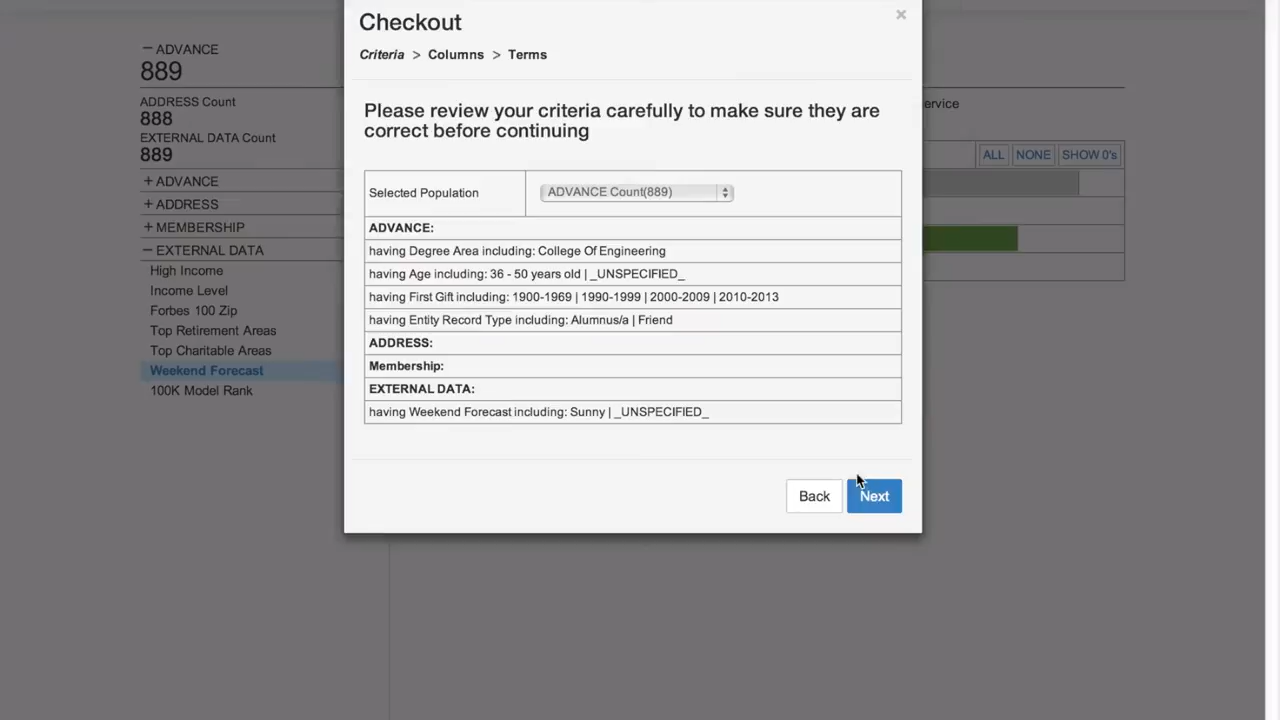 Checkout
×
Criteria > Columns > Terms
Please review your criteria carefully to make sure they are
correct before continuing
Selected Population
ADVANCE Count(889)
ADVANCE:
having Degree Area including: College Of Engineering
having Age including: 36 - 50 years old | _UNSPECIFIED_
having First Gift including: 1900-1969 | 1990-1999 | 2000-2009 | 2010-2013
having Entity Record Type including: Alumnus/a | Friend
ADDRESS:
Membership:
EXTERNAL DATA:
having Weekend Forecast including: Sunny | _UNSPECIFIED_
Back
Next
− ADVANCE
889
ADDRESS Count
888
EXTERNAL DATA Count
889
+ ADVANCE
+ ADDRESS
+ MEMBERSHIP
− EXTERNAL DATA
High Income
Income Level
Forbes 100 Zip
Top Retirement Areas
Top Charitable Areas
Weekend Forecast
100K Model Rank
ervice
ALL
NONE
SHOW 0's